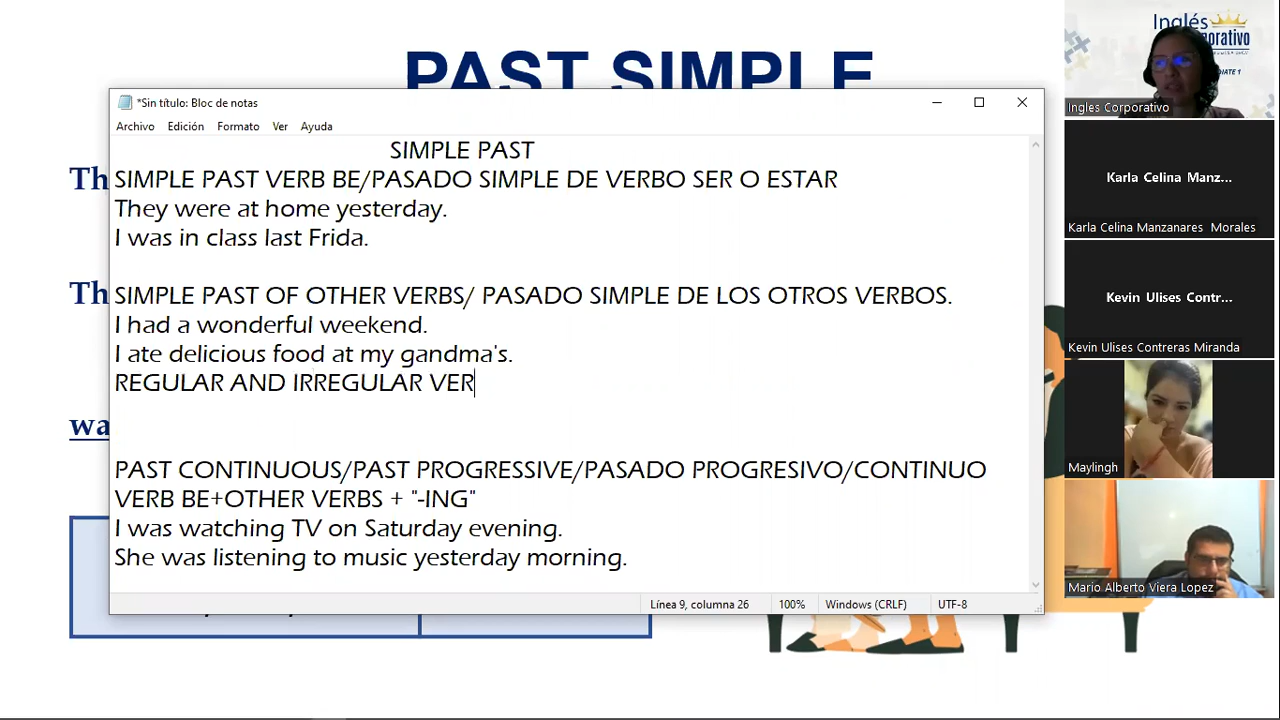 PAST SIMPLE
*Sin título: Bloc de notas
Archivo Edición Formato Ver Ayuda
SIMPLE PAST
SIMPLE PAST VERB BE/PASADO SIMPLE DE VERBO SER O ESTAR
They were at home yesterday.
I was in class last Frida.
SIMPLE PAST OF OTHER VERBS/ PASADO SIMPLE DE LOS OTROS VERBOS.
I had a wonderful weekend.
I ate delicious food at my gandma's.
REGULAR AND IRREGULAR VER
PAST CONTINUOUS/PAST PROGRESSIVE/PASADO PROGRESIVO/CONTINUO
VERB BE+OTHER VERBS + "-ING"
I was watching TV on Saturday evening.
She was listening to music yesterday morning.
Línea 9, columna 26 100% Windows (CRLF) UTF-8
Th
Th
wa
Inglés
Ingles Corporativo
Karla Celina Manz...
Karla Celina Manzanares Morales
Kevin Ulises Contr...
Kevin Ulises Contreras Miranda
Maylingh
Mario Alberto Viera Lopez